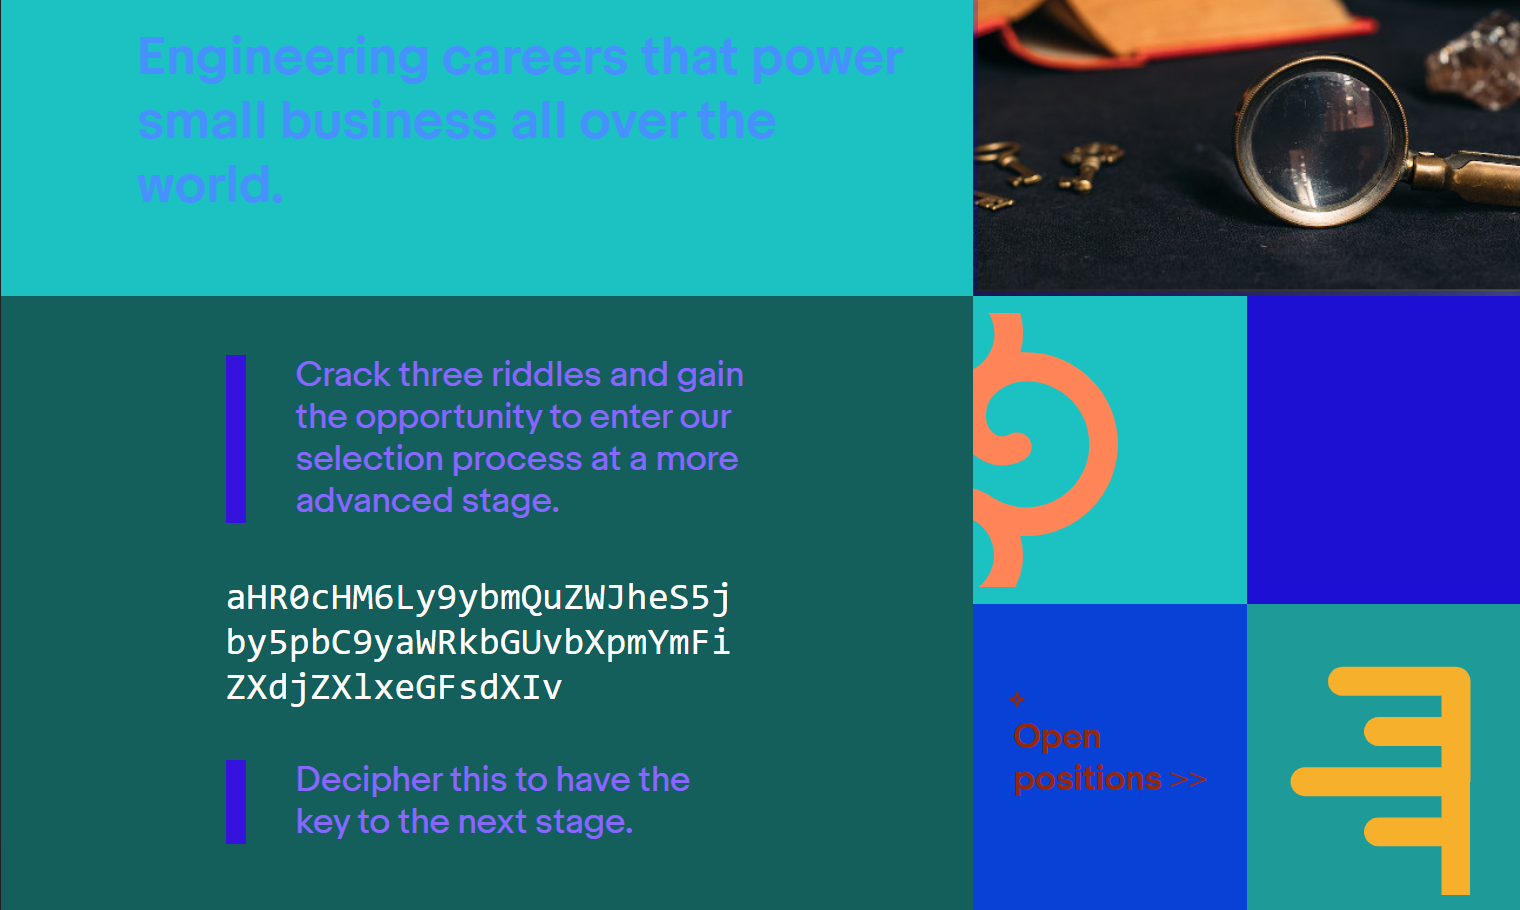 Engineering careers that power
small business all over the
world.
Crack three riddles and gain
the opportunity to enter our
selection process at a more
advanced stage.
aHR0cHM6Ly9ybmQuZWJheS5j
by5pbC9yaWRkbGUvbXpmYmFi
ZXdjZXlxeGFsdXIv
Decipher this to have the
key to the next stage.
Open
positions >>